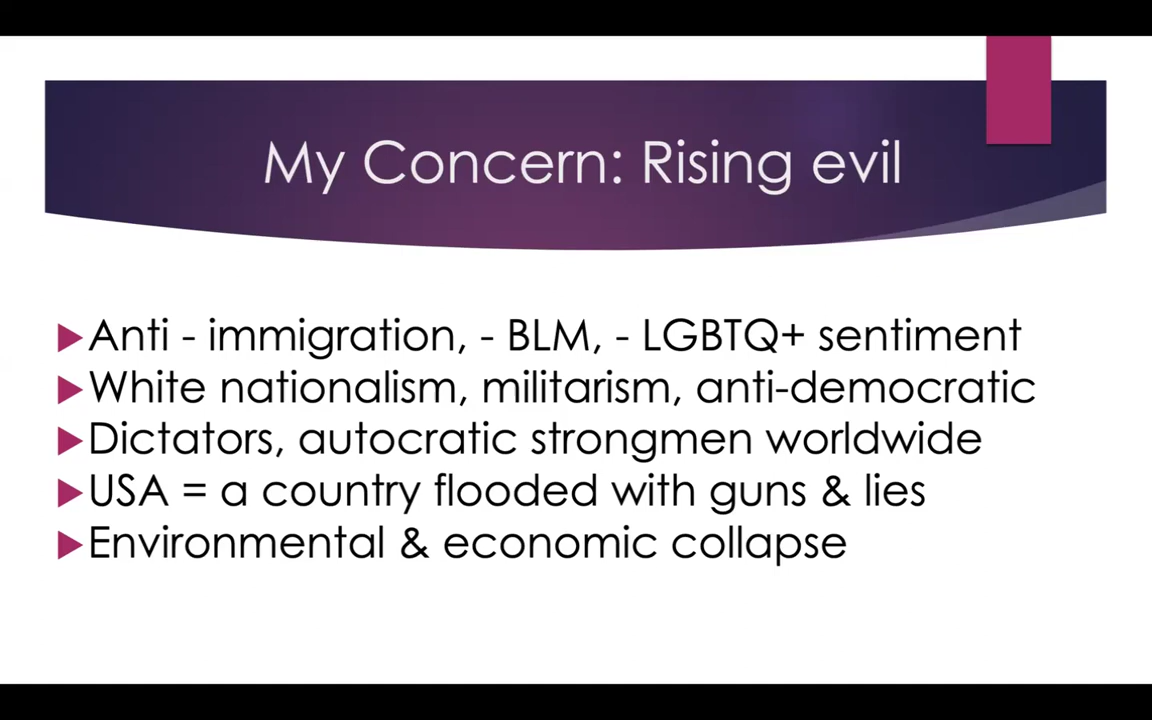 My Concern: Rising evil
Anti - immigration, - BLM, - LGBTQ+ sentiment
White nationalism, militarism, anti-democratic
Dictators, autocratic strongmen worldwide
USA = a country flooded with guns & lies
Environmental & economic collapse